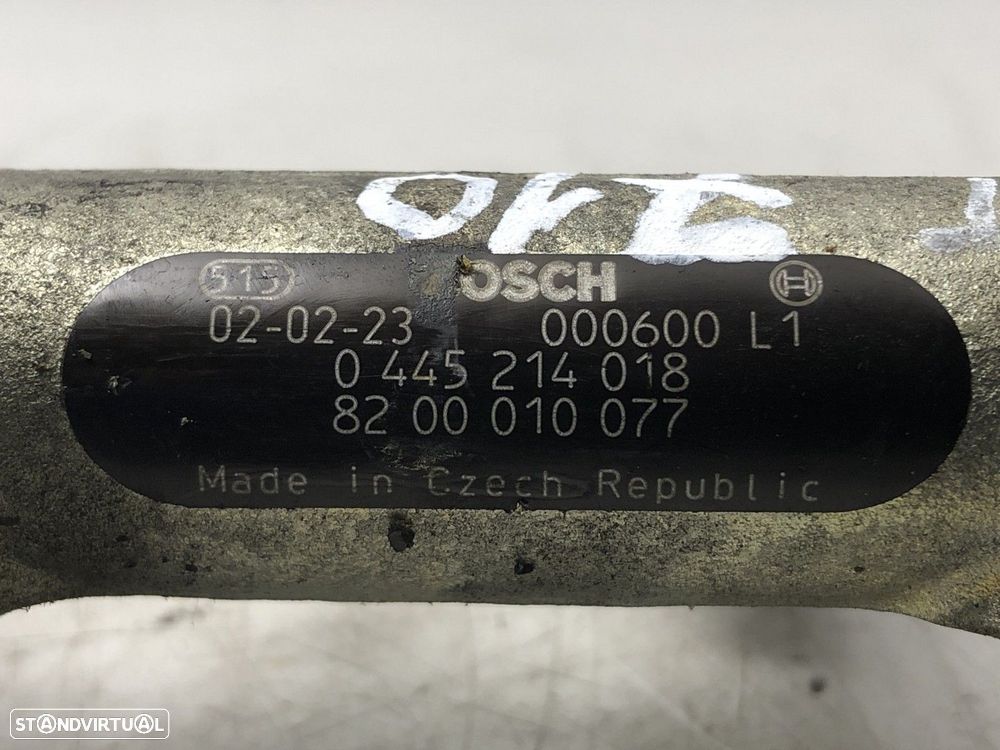 515 BOSCH
02-02-23 000600 L1
0 445 214 018
82 00 010 077
Made in Czech Republic
STANDVIRTUAL